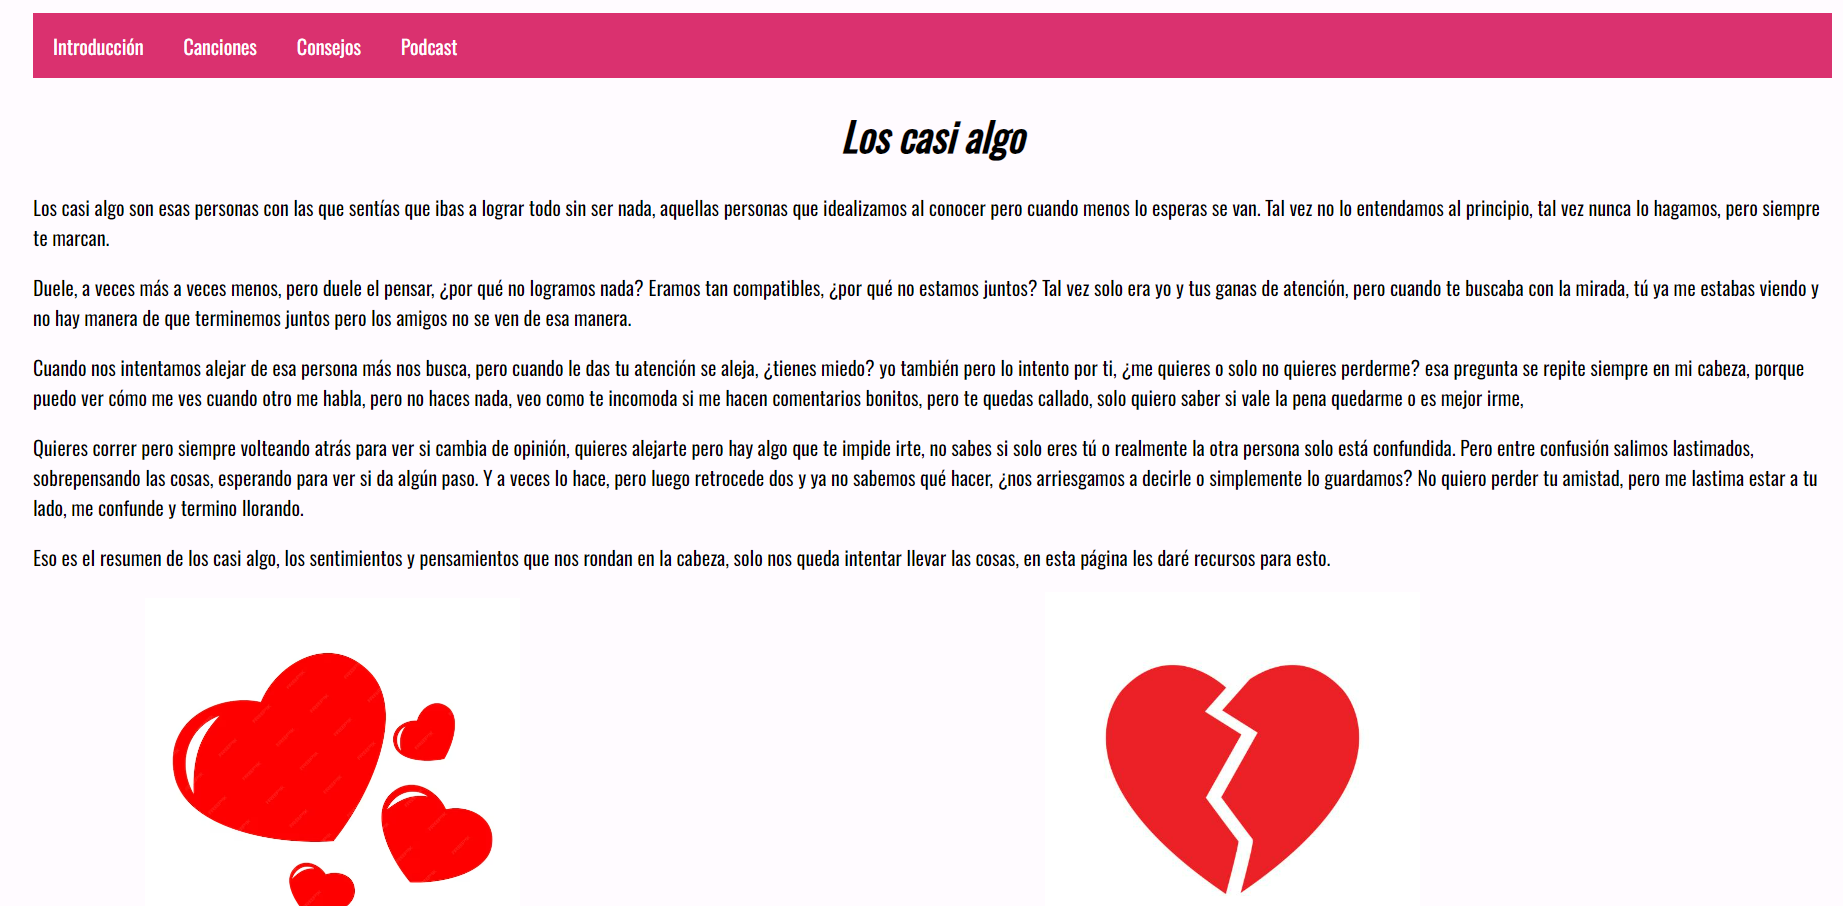 Introducción Canciones Consejos Podcast
Los casi algo
Los casi algo son esas personas con las que sentías que ibas a lograr todo sin ser nada, aquellas personas que idealizamos al conocer pero cuando menos lo esperas se van. Tal vez no lo entendamos al principio, tal vez nunca lo hagamos, pero siempre
te marcan.
Duele, a veces más a veces menos, pero duele el pensar, ¿por qué no logramos nada? Eramos tan compatibles, ¿por qué no estamos juntos? Tal vez solo era yo y tus ganas de atención, pero cuando te buscaba con la mirada, tú ya me estabas viendo y
no hay manera de que terminemos juntos pero los amigos no se ven de esa manera.
Cuando nos intentamos alejar de esa persona más nos busca, pero cuando le das tu atención se aleja, ¿tienes miedo? yo también pero lo intento por ti, ¿me quieres o solo no quieres perderme? esa pregunta se repite siempre en mi cabeza, porque
puedo ver cómo me ves cuando otro me habla, pero no haces nada, veo como te incomoda si me hacen comentarios bonitos, pero te quedas callado, solo quiero saber si vale la pena quedarme o es mejor irme,
Quieres correr pero siempre volteando atrás para ver si cambia de opinión, quieres alejarte pero hay algo que te impide irte, no sabes si solo eres tú o realmente la otra persona solo está confundida. Pero entre confusión salimos lastimados,
sobrepensando las cosas, esperando para ver si da algún paso. Y a veces lo hace, pero luego retrocede dos y ya no sabemos qué hacer, ¿nos arriesgamos a decirle o simplemente lo guardamos? No quiero perder tu amistad, pero me lastima estar a tu
lado, me confunde y termino llorando.
Eso es el resumen de los casi algo, los sentimientos y pensamientos que nos rondan en la cabeza, solo nos queda intentar llevar las cosas, en esta página les daré recursos para esto.